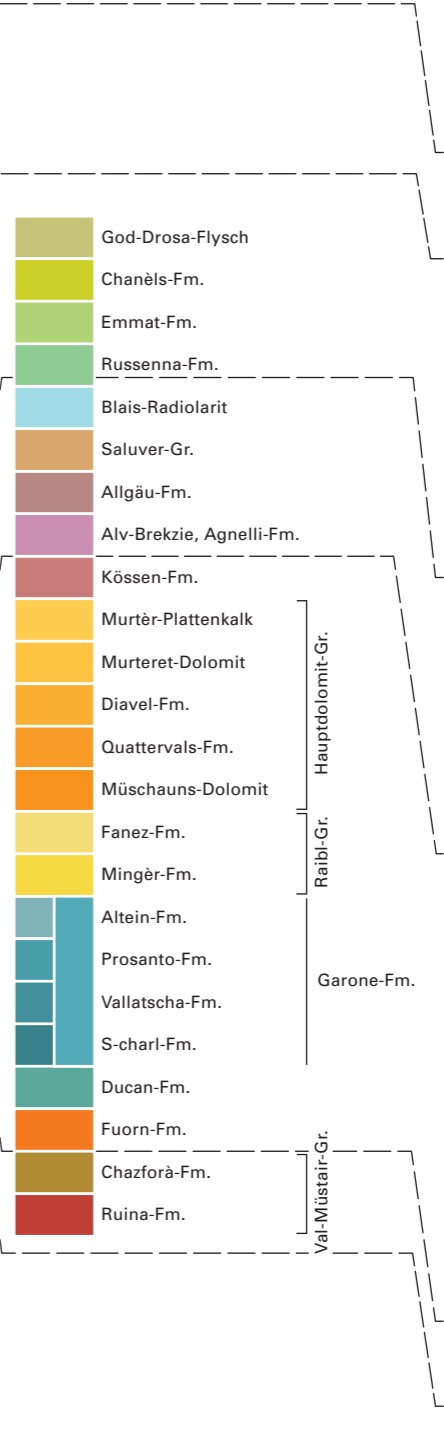 God-Drosa-Flysch
Chanèls-Fm.
Emmat-Fm.
Russenna-Fm.
Blais-Radiolarit
Saluver-Gr.
Allgäu-Fm.
Alv-Brekzie, Agnelli-Fm.
Kössen-Fm.
Murtèr-Plattenkalk
Murteret-Dolomit
Diavel-Fm.
Quattervals-Fm.
Müschauns-Dolomit
Hauptdolomit-Gr.
Fanez-Fm.
Mingèr-Fm.
Raibl-Gr.
Altein-Fm.
Prosanto-Fm.
Vallatscha-Fm.
S-charl-Fm.
Garone-Fm.
Ducan-Fm.
Fuorn-Fm.
Chazforà-Fm.
Ruina-Fm.
Val-Müstair-Gr.